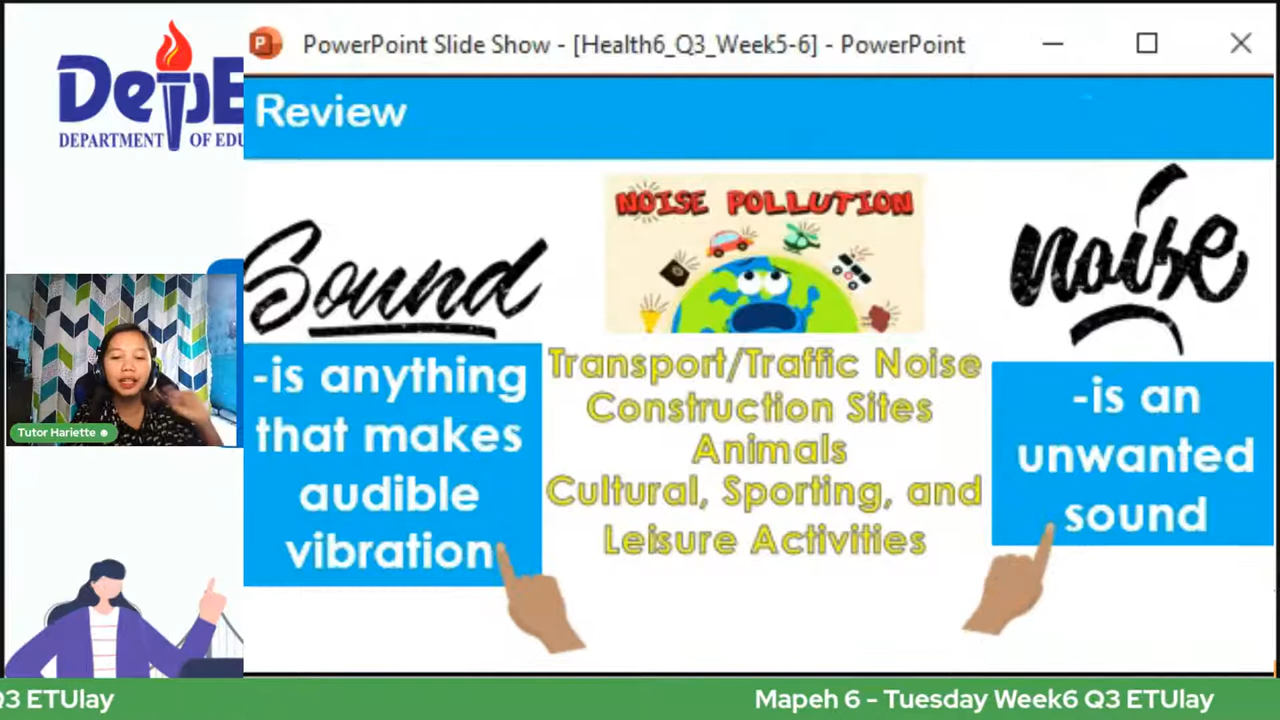 DepE
DEPARTMENT OF EDU
PowerPoint Slide Show - [Health6_Q3_Week5-6] - PowerPoint
Review
Sound
-is anything
that makes
audible
vibration
NOISE POLLUTION
Transport/Traffic Noise
Construction Sites
Animals
Cultural, Sporting, and
Leisure Activities
noise
-is an
unwanted
sound
Tutor Hariette
Q3 ETUlay
Mapeh 6 - Tuesday Week6 Q3 ETUlay